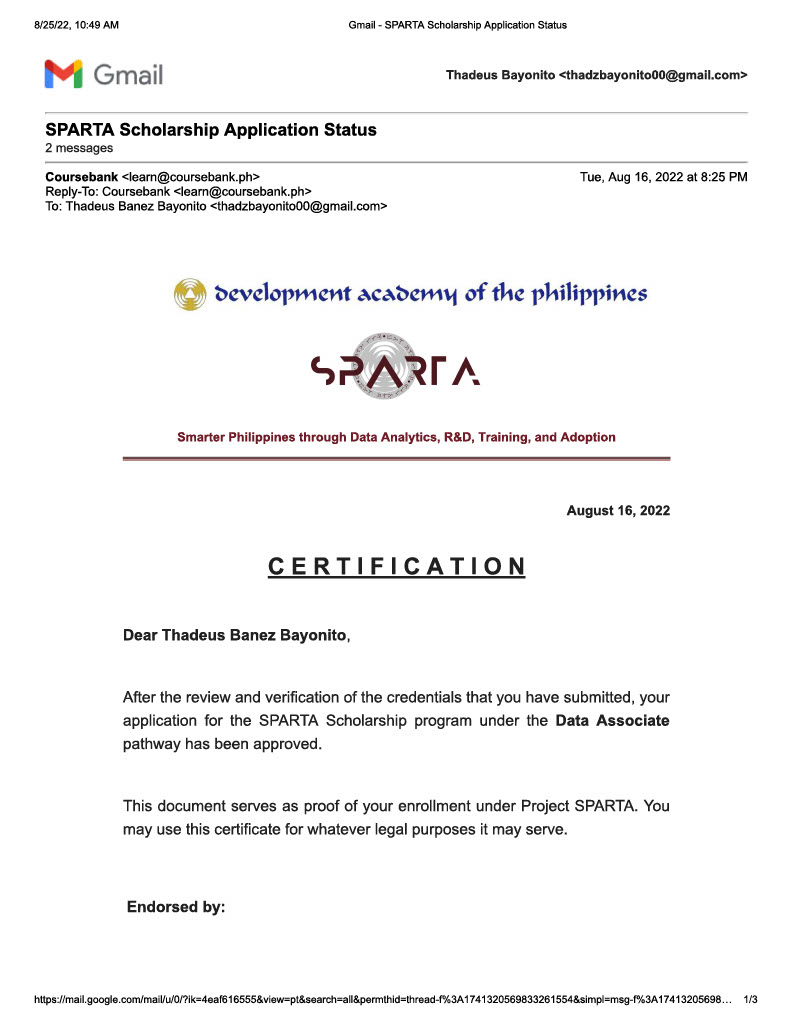 8/25/22, 10:49 AM
Gmail - SPARTA Scholarship Application Status
Gmail
Thadeus Bayonito <thadzbayonito00@gmail.com>
SPARTA Scholarship Application Status
2 messages
Coursebank <learn@coursebank.ph>
Tue, Aug 16, 2022 at 8:25 PM
Reply-To: Coursebank <learn@coursebank.ph>
To: Thadeus Banez Bayonito <thadzbayonito00@gmail.com>
development academy of the philippines
SPARTA
Smarter Philippines through Data Analytics, R&D, Training, and Adoption
August 16, 2022
CERTIFICATION
Dear Thadeus Banez Bayonito,
After the review and verification of the credentials that you have submitted, your
application for the SPARTA Scholarship program under the Data Associate
pathway has been approved.
This document serves as proof of your enrollment under Project SPARTA. You
may use this certificate for whatever legal purposes it may serve.
Endorsed by:
https://mail.google.com/mail/u/0/?ik=4eaf616555&view=pt&search=all&permthid=thread-f%3A1741320569833261554&simpl=msg-f%3A17413205698... 1/3